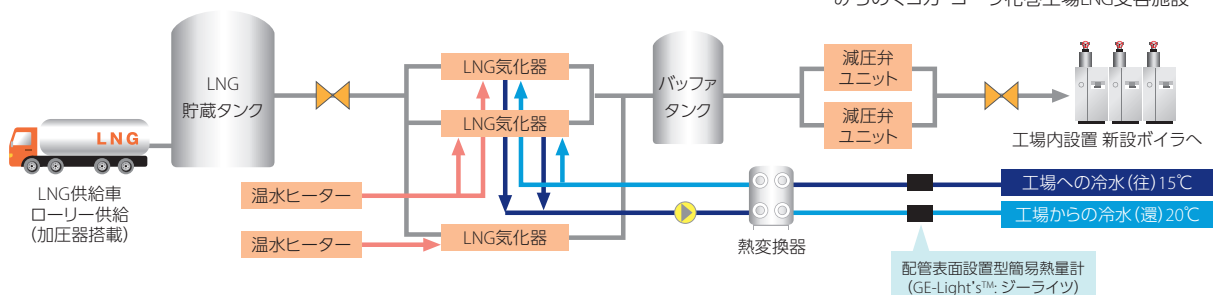 LNG
貯蔵タンク
LNG
LNG供給車
ローリー供給
(加圧器搭載)
温水ヒーター
温水ヒーター
LNG気化器
LNG気化器
LNG気化器
バッファ
タンク
減圧弁
ユニット
減圧弁
ユニット
工場内設置 新設ボイラへ
熱変換器
工場への冷水(往)15℃
工場からの冷水(還)20℃
配管表面設置型簡易熱量計
(GE-Light's™: ジーライツ)